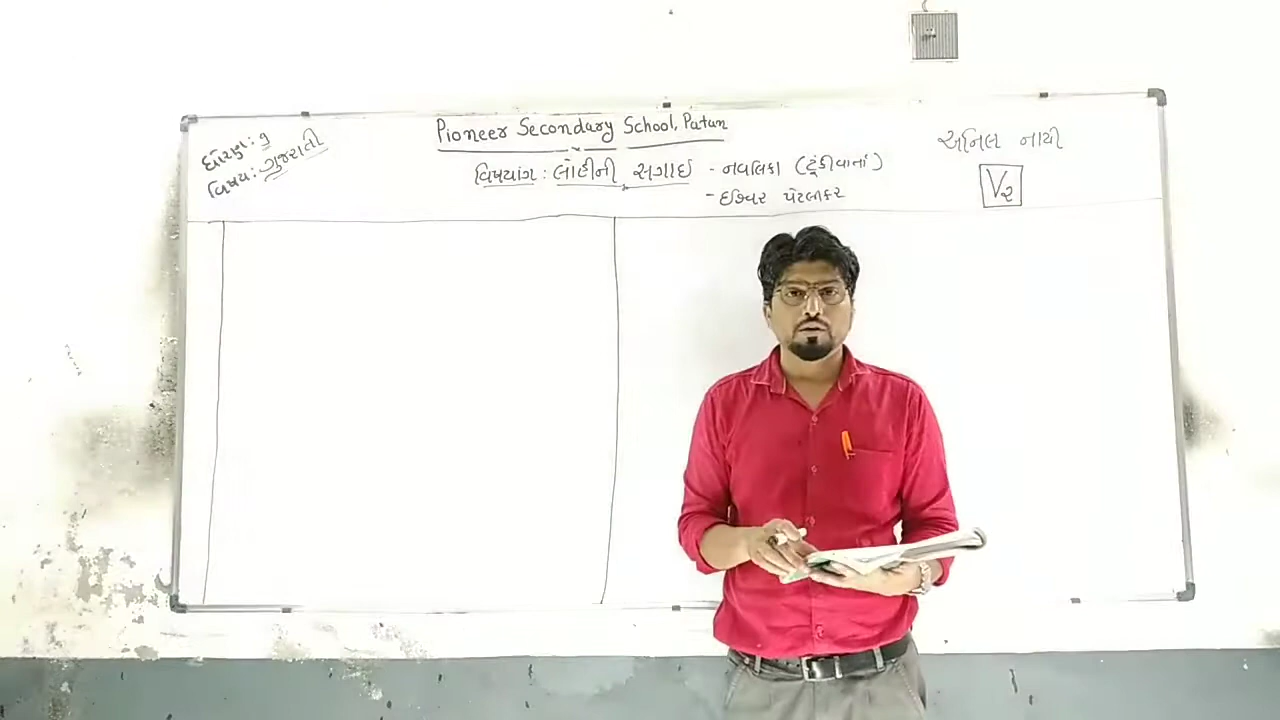 ધોરણ: ૯
વિષય: ગુજરાતી
Pioneer Secondary School, Patan
વિષયાંગ : લોહીની સગાઈ - નવલિકા (ટૂંકીવાર્તા)
- ઈશ્વર પેટલીકર
અનિલ નાયી
V૨